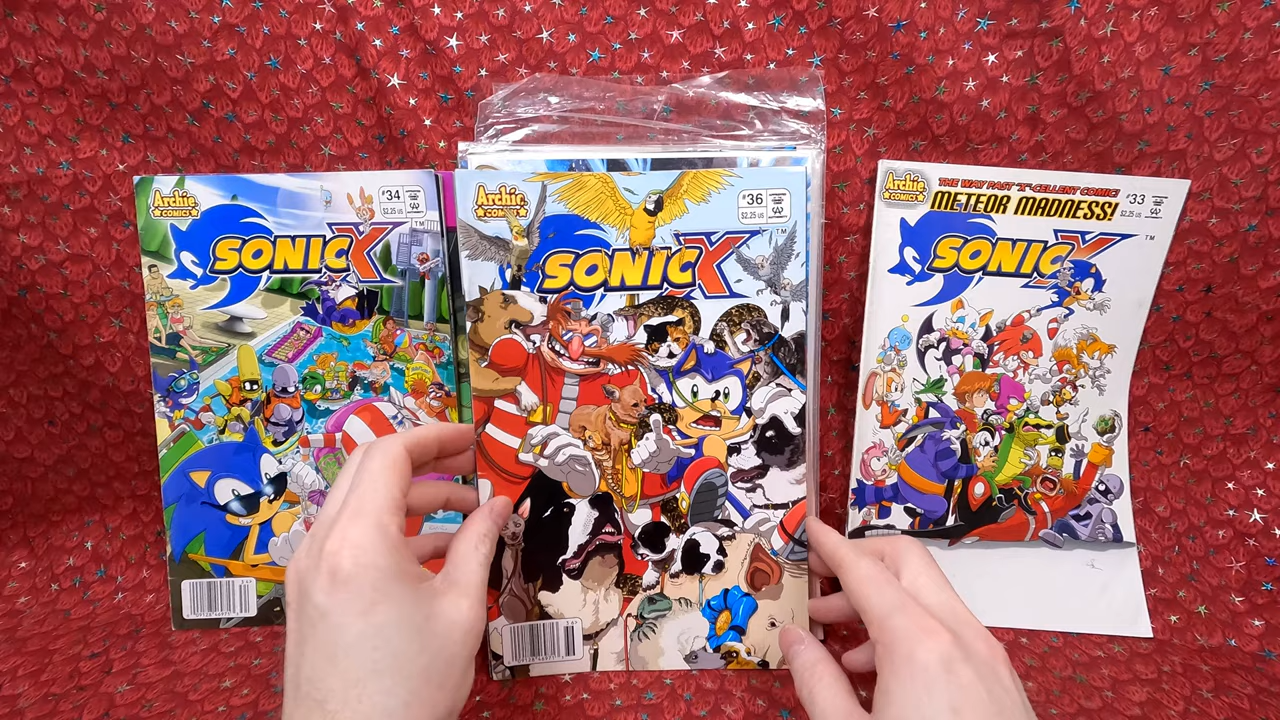 Archie
COMICS
#34
$2.25 US
SONIC X
TM
Archie
COMICS
#36
$2.25 US
SONIC X
TM
Archie
COMICS
THE WAY PAST "X"-CELLENT COMIC!
METEOR MADNESS!
#33
$2.25 US
SONIC X
TM